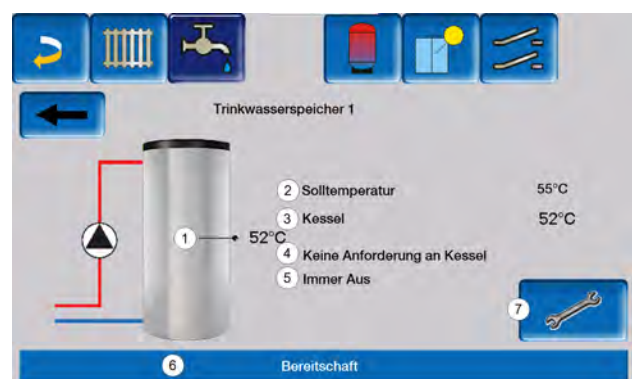 Trinkwasserspeicher 1
2 Solltemperatur 55°C
3 Kessel 52°C
1 52°C
4 Keine Anforderung an Kessel
5 Immer Aus
7
6 Bereitschaft